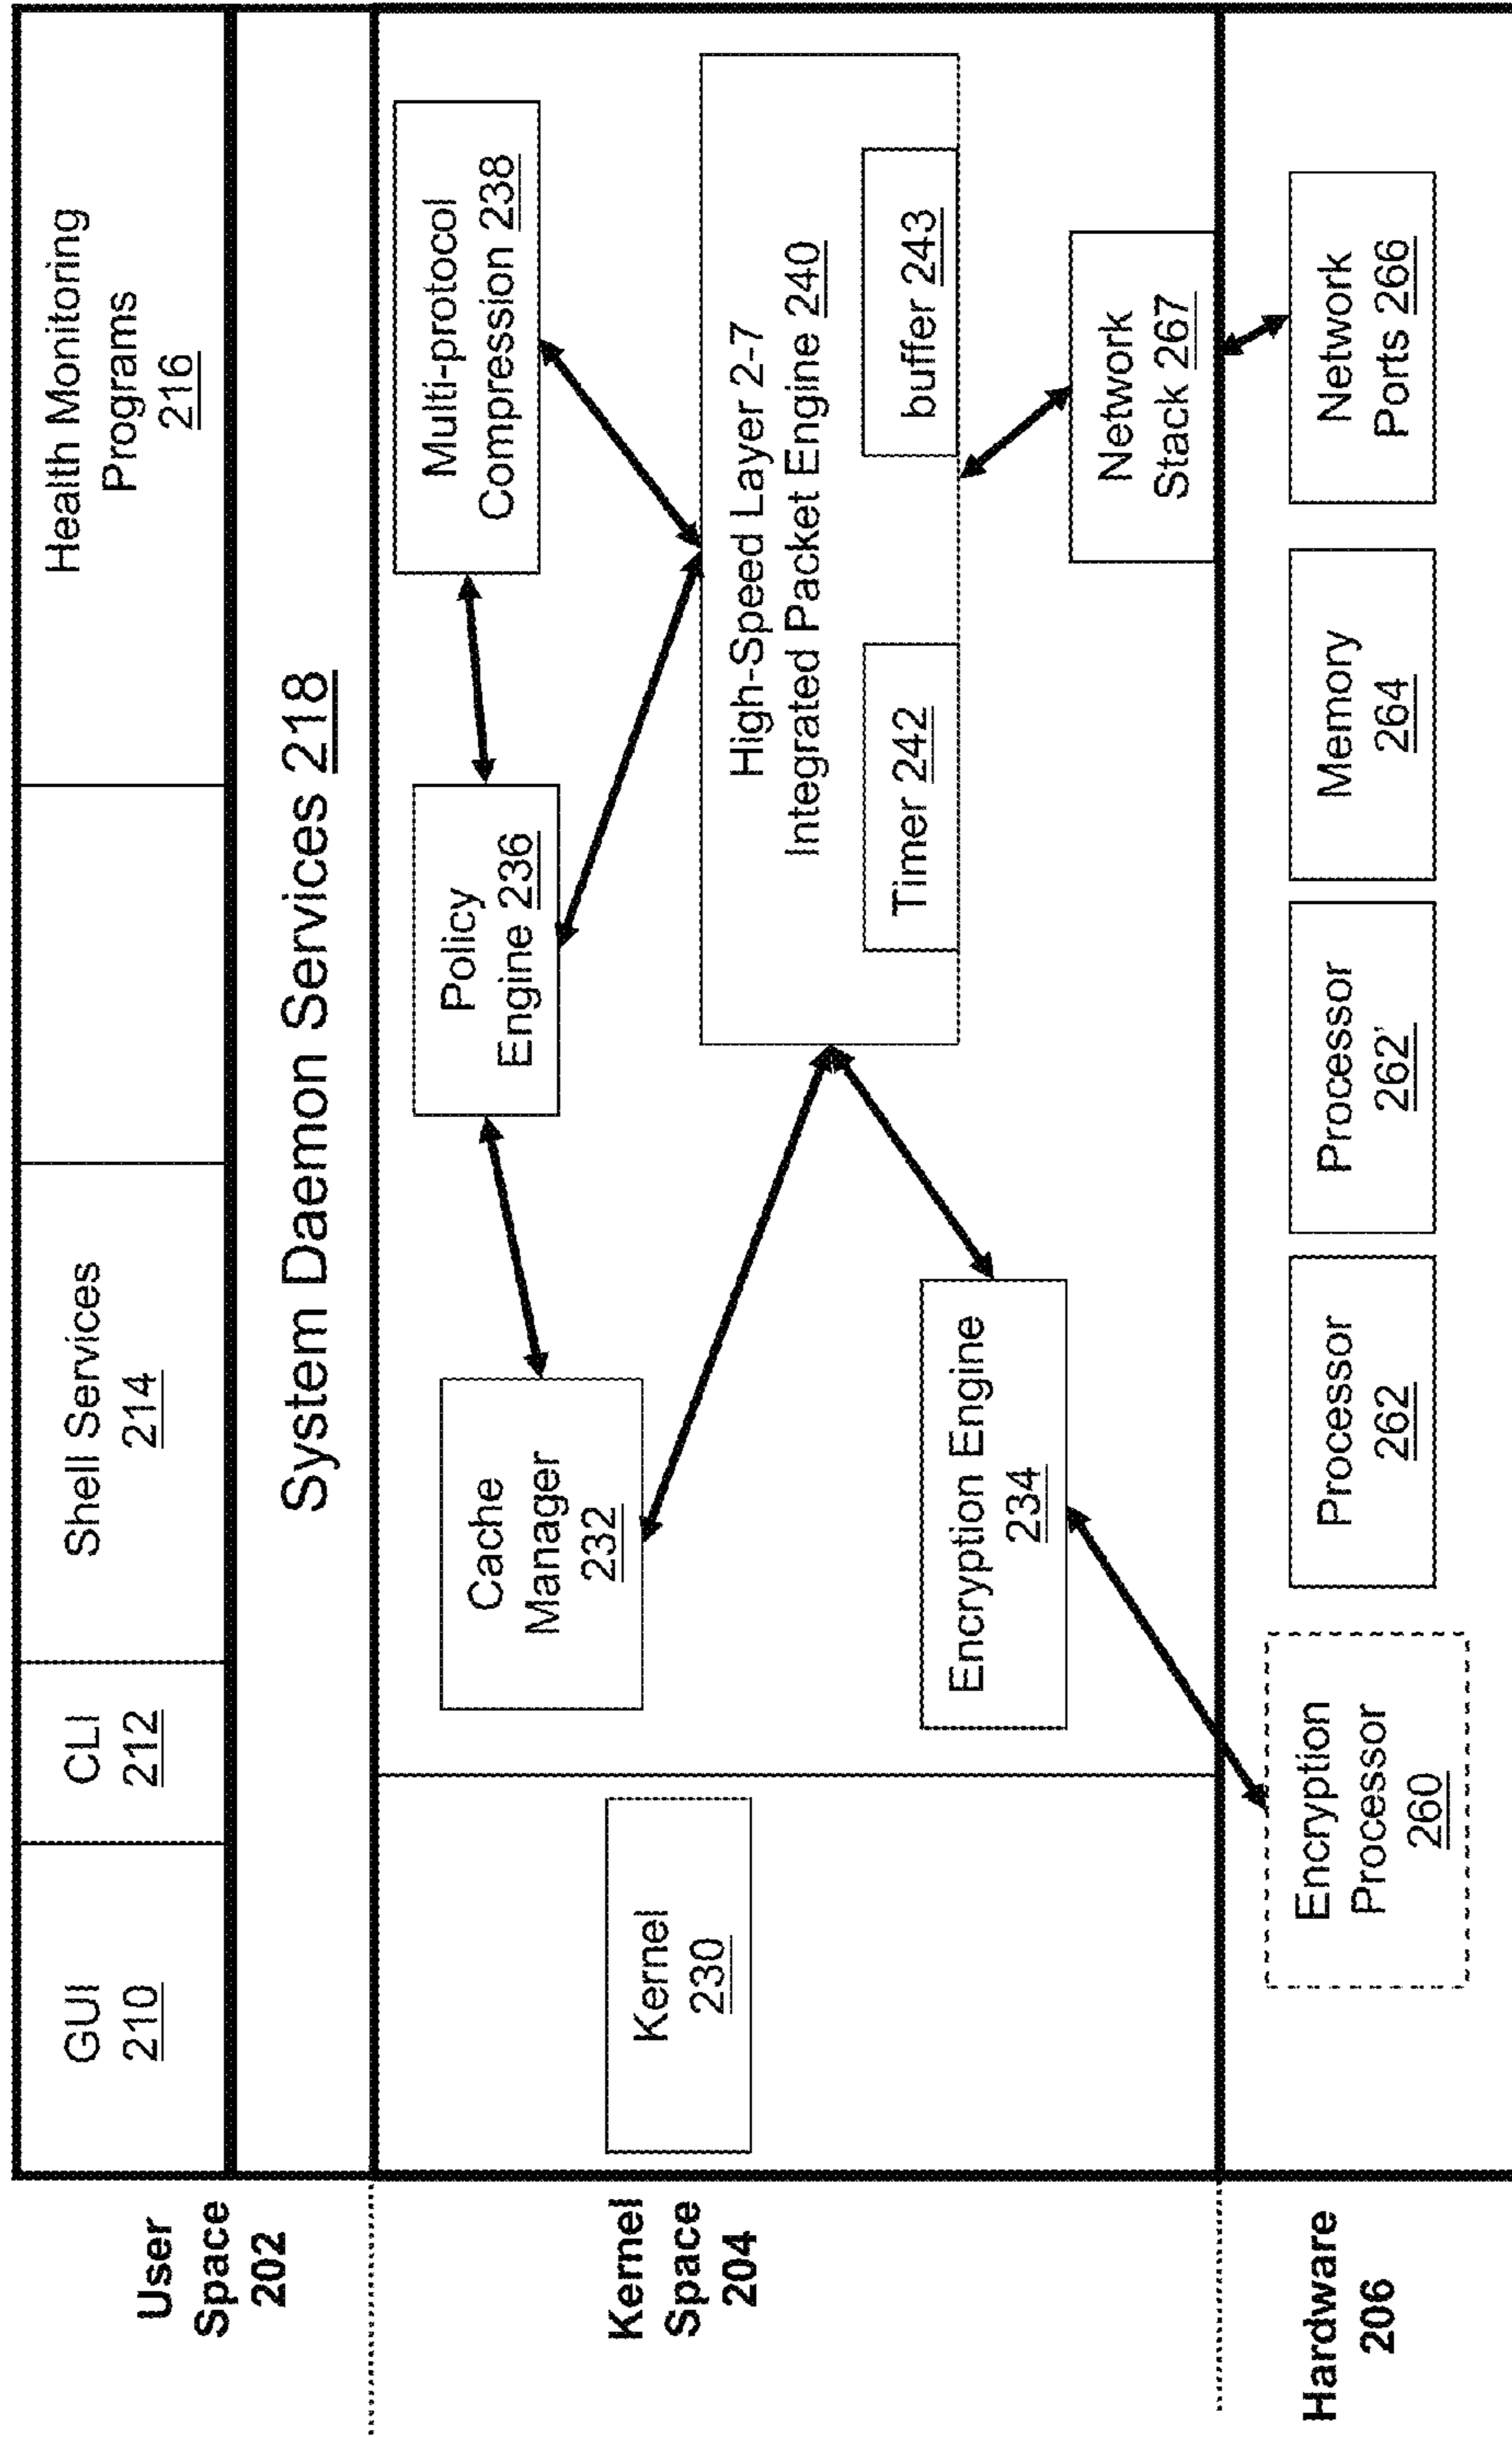 User
Space
202
GUI
210
CLI
212
Shell Services
214
Health Monitoring
Programs
216
System Daemon Services 218
Kernel
Space
204
Kernel
230
Cache
Manager
232
Policy
Engine 236
Multi-protocol
Compression 238
High-Speed Layer 2-7
Integrated Packet Engine 240
Timer 242
buffer 243
Encryption Engine
234
Network
Stack 267
Hardware
206
Encryption
Processor
260
Processor
262
Processor
262'
Memory
264
Network
Ports 266